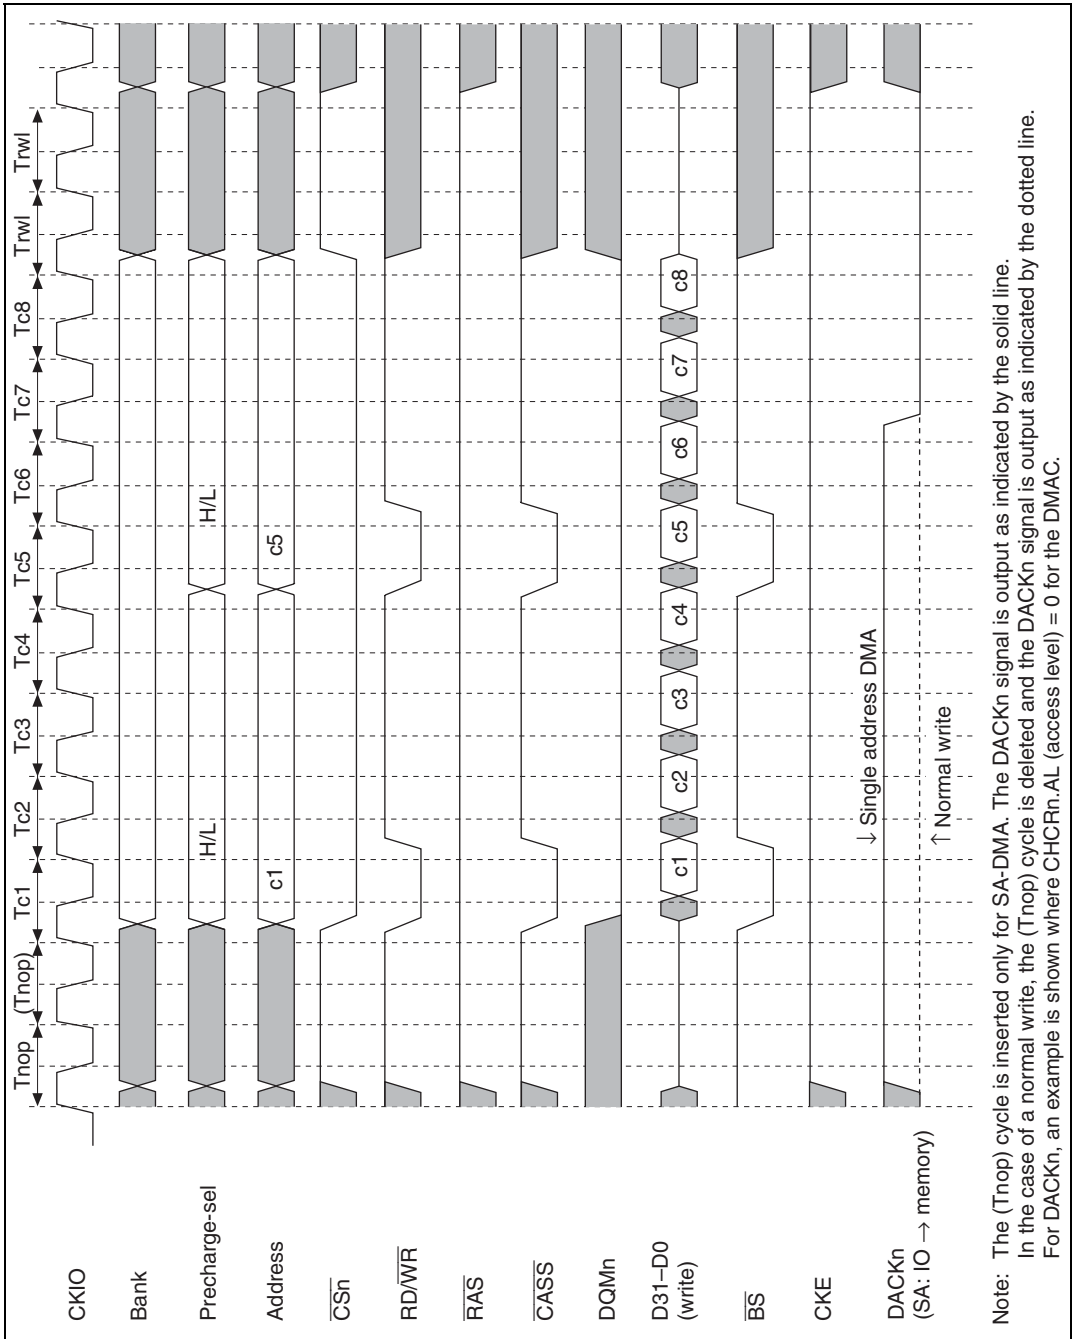 Tnop
(Tnop)
Tc1
Tc2
Tc3
Tc4
Tc5
Tc6
Tc7
Tc8
Trwl
Trwl
CKIO
Bank
Precharge-sel
H/L
H/L
Address
c1
c5
CSn
RD/WR
RAS
CASS
DQMn
D31–D0
(write)
c1
c2
c3
c4
c5
c6
c7
c8
BS
CKE
DACKn
(SA: IO → memory)
↓ Single address DMA
↑ Normal write
Note: The (Tnop) cycle is inserted only for SA-DMA. The DACKn signal is output as indicated by the solid line.
In the case of a normal write, the (Tnop) cycle is deleted and the DACKn signal is output as indicated by the dotted line.
For DACKn, an example is shown where CHCRn.AL (access level) = 0 for the DMAC.